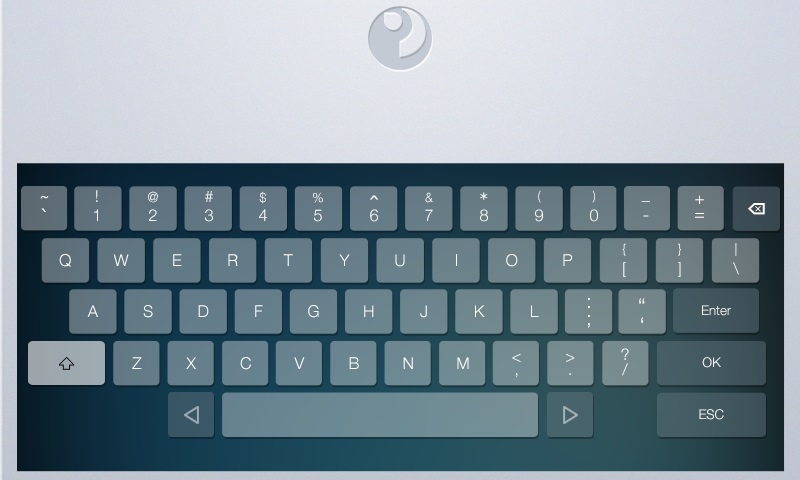 ~ ! @ # $ % ^ & * ( ) _ +
` 1 2 3 4 5 6 7 8 9 0 - =
Q W E R T Y U I O P { } |
[ ] \
A S D F G H J K L : “ Enter
; ‘
Z X C V B N M < > ? OK
, . /
ESC